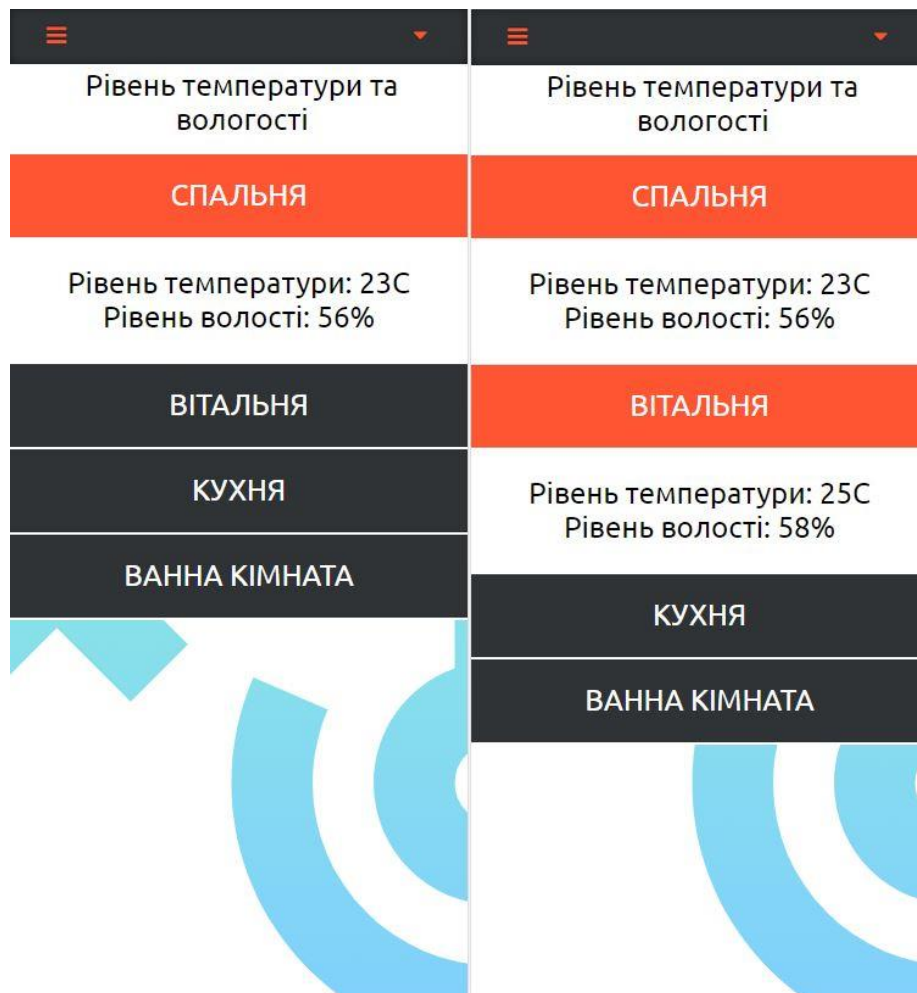 Рівень температури та
вологості
СПАЛЬНЯ
Рівень температури: 23С
Рівень волості: 56%
ВІТАЛЬНЯ
КУХНЯ
ВАННА КІМНАТА
Рівень температури та
вологості
СПАЛЬНЯ
Рівень температури: 23С
Рівень волості: 56%
ВІТАЛЬНЯ
Рівень температури: 25С
Рівень волості: 58%
КУХНЯ
ВАННА КІМНАТА